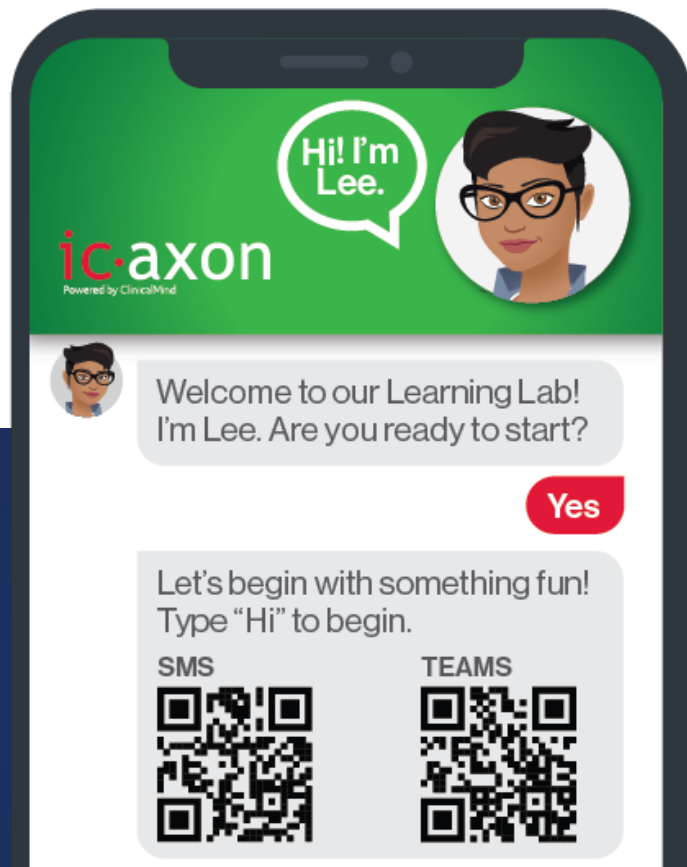 Hi! I'm
Lee.
ic·axon
Powered by ClinicalMind
Welcome to our Learning Lab!
I'm Lee. Are you ready to start?
Yes
Let's begin with something fun!
Type “Hi” to begin.
SMS TEAMS